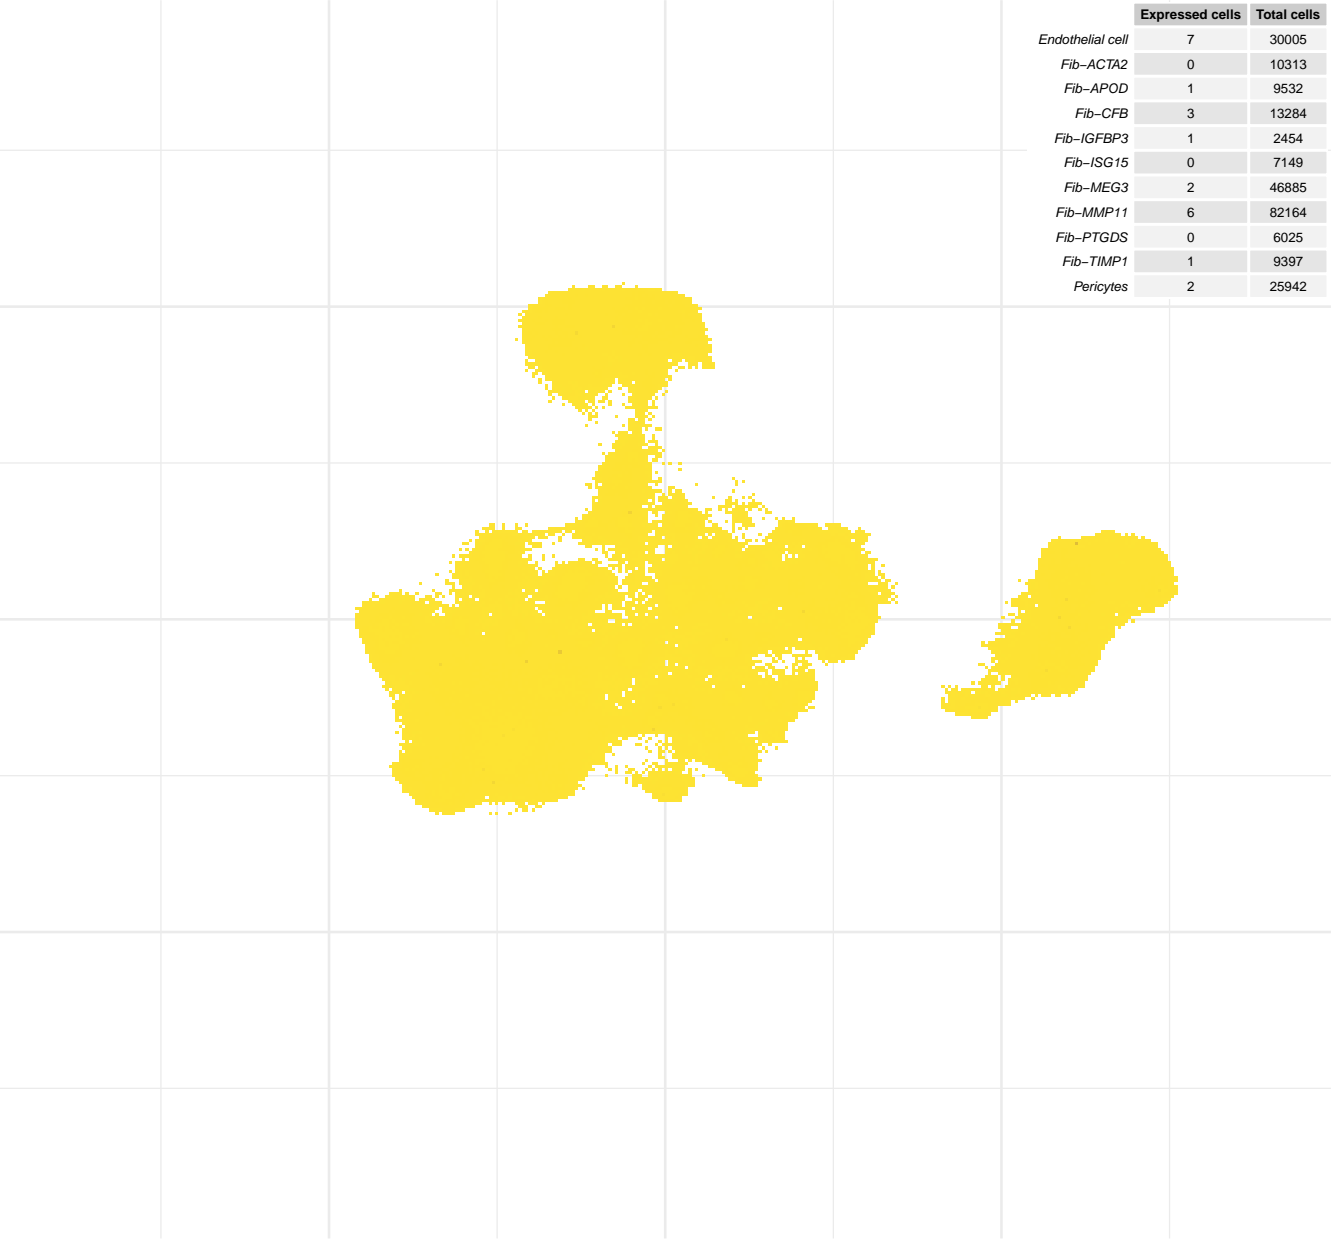 Expressed cells Total cells
Endothelial cell 7 30005
Fib−ACTA2 0 10313
Fib−APOD 1 9532
Fib−CFB 3 13284
Fib−IGFBP3 1 2454
Fib−ISG15 0 7149
Fib−MEG3 2 46885
Fib−MMP11 6 82164
Fib−PTGDS 0 6025
Fib−TIMP1 1 9397
Pericytes 2 25942